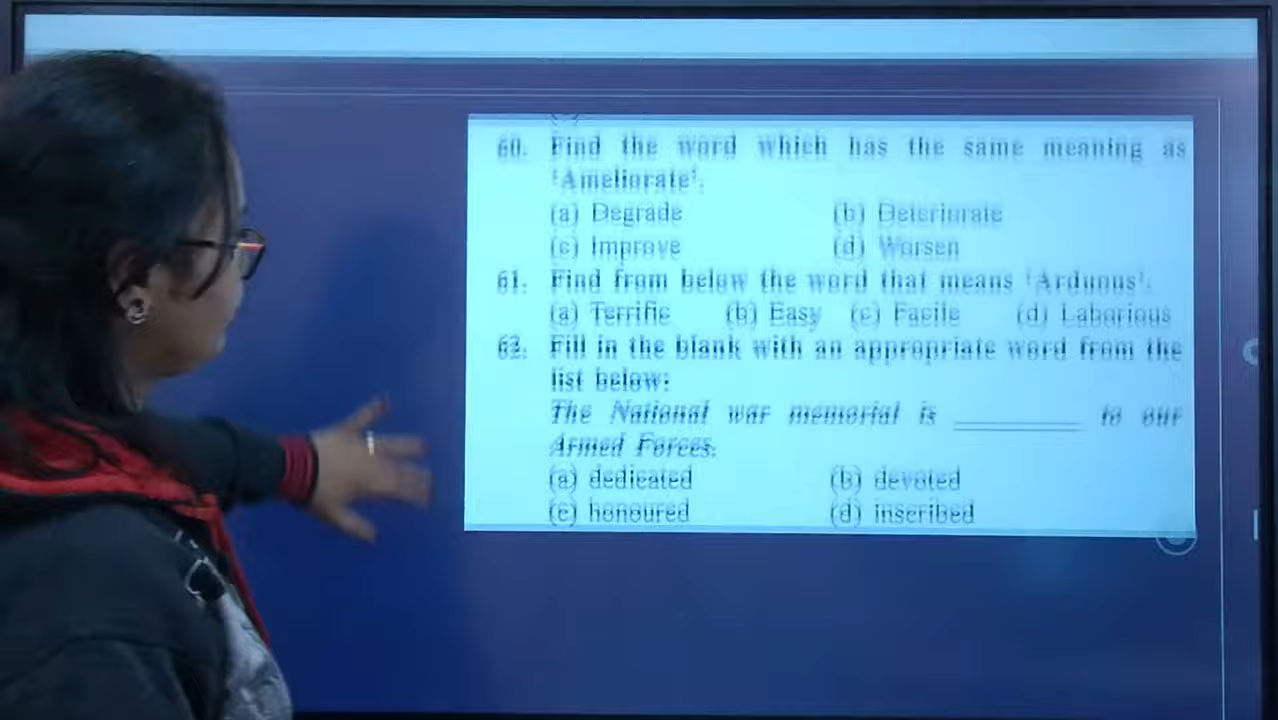 60. Find the word which has the same meaning as
'Ameliorate'.
(a) Degrade (b) Deteriorate
(c) Improve (d) Worsen
61. Find from below the word that means 'Arduous'.
(a) Terrific (b) Easy (c) Facile (d) Laborious
62. Fill in the blank with an appropriate word from the
list below:
The National war memorial is ________ to our
Armed Forces.
(a) dedicated (b) devoted
(c) honoured (d) inscribed